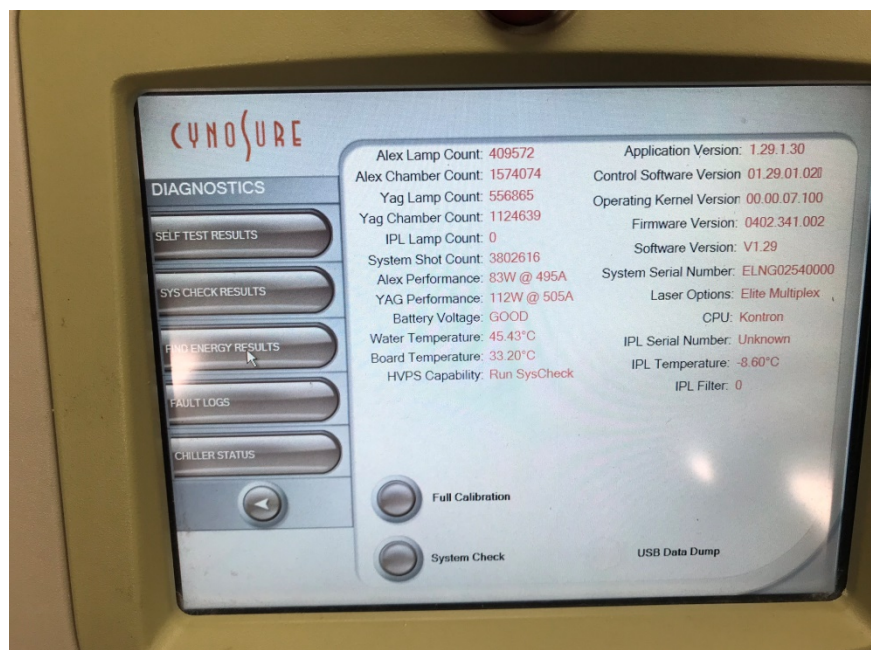 CYNOSURE
DIAGNOSTICS
SELF TEST RESULTS
SYS CHECK RESULTS
FIND ENERGY RESULTS
FAULT LOGS
CHILLER STATUS
Alex Lamp Count: 409572
Alex Chamber Count: 1574074
Yag Lamp Count: 556865
Yag Chamber Count: 1124639
IPL Lamp Count: 0
System Shot Count: 3802616
Alex Performance: 83W @ 495A
YAG Performance: 112W @ 505A
Battery Voltage: GOOD
Water Temperature: 45.43°C
Board Temperature: 33.20°C
HVPS Capability: Run SysCheck
Application Version: 1.29.1.30
Control Software Version 01.29.01.020
Operating Kernel Version 00.00.07.100
Firmware Version: 0402.341.002
Software Version: V1.29
System Serial Number: ELNG02540000
Laser Options: Elite Multiplex
CPU: Kontron
IPL Serial Number: Unknown
IPL Temperature: -8.60°C
IPL Filter: 0
Full Calibration
System Check
USB Data Dump